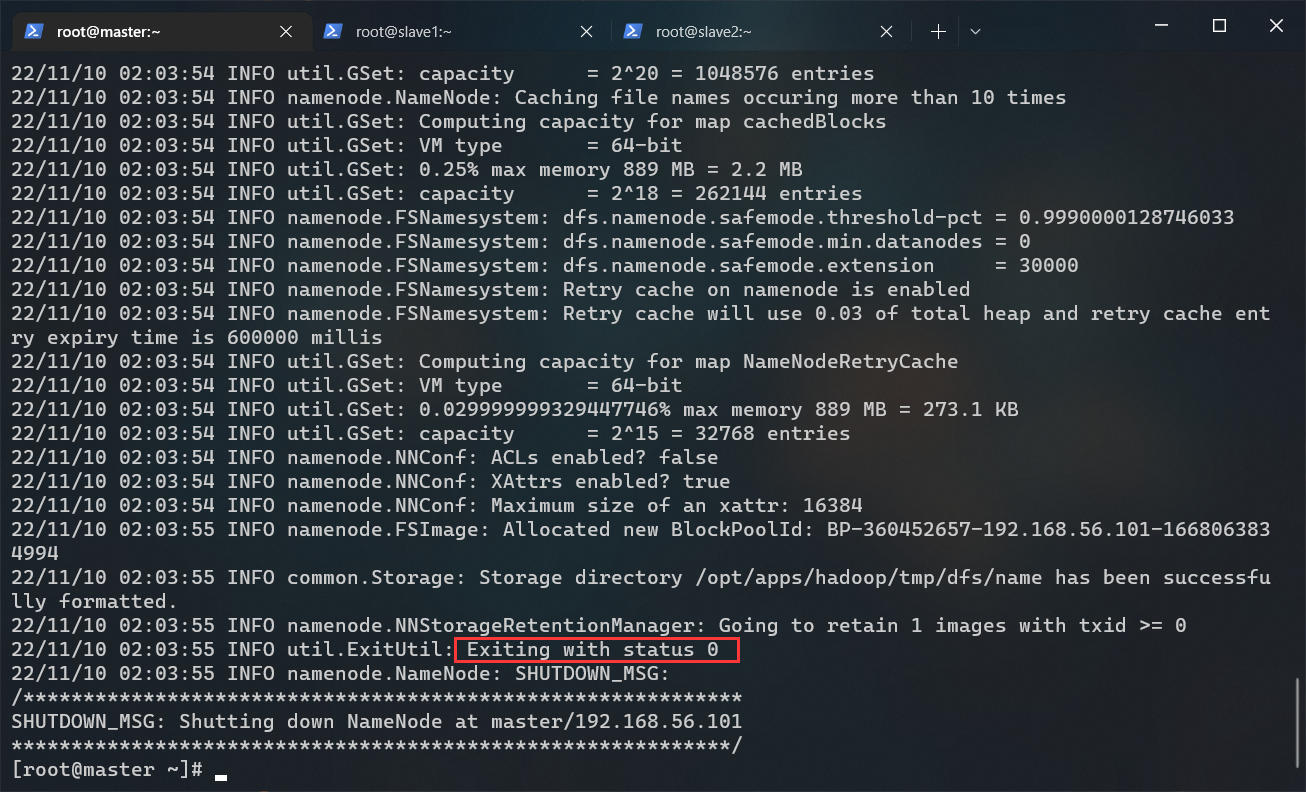 root@master:~ root@slave1:~ root@slave2:~
22/11/10 02:03:54 INFO util.GSet: capacity      = 2^20 = 1048576 entries
22/11/10 02:03:54 INFO namenode.NameNode: Caching file names occuring more than 10 times
22/11/10 02:03:54 INFO util.GSet: Computing capacity for map cachedBlocks
22/11/10 02:03:54 INFO util.GSet: VM type       = 64-bit
22/11/10 02:03:54 INFO util.GSet: 0.25% max memory 889 MB = 2.2 MB
22/11/10 02:03:54 INFO util.GSet: capacity      = 2^18 = 262144 entries
22/11/10 02:03:54 INFO namenode.FSNamesystem: dfs.namenode.safemode.threshold-pct = 0.9990000128746033
22/11/10 02:03:54 INFO namenode.FSNamesystem: dfs.namenode.safemode.min.datanodes = 0
22/11/10 02:03:54 INFO namenode.FSNamesystem: dfs.namenode.safemode.extension     = 30000
22/11/10 02:03:54 INFO namenode.FSNamesystem: Retry cache on namenode is enabled
22/11/10 02:03:54 INFO namenode.FSNamesystem: Retry cache will use 0.03 of total heap and retry cache ent
ry expiry time is 600000 millis
22/11/10 02:03:54 INFO util.GSet: Computing capacity for map NameNodeRetryCache
22/11/10 02:03:54 INFO util.GSet: VM type       = 64-bit
22/11/10 02:03:54 INFO util.GSet: 0.029999999329447746% max memory 889 MB = 273.1 KB
22/11/10 02:03:54 INFO util.GSet: capacity      = 2^15 = 32768 entries
22/11/10 02:03:54 INFO namenode.NNConf: ACLs enabled? false
22/11/10 02:03:54 INFO namenode.NNConf: XAttrs enabled? true
22/11/10 02:03:54 INFO namenode.NNConf: Maximum size of an xattr: 16384
22/11/10 02:03:55 INFO namenode.FSImage: Allocated new BlockPoolId: BP-360452657-192.168.56.101-166806383
4994
22/11/10 02:03:55 INFO common.Storage: Storage directory /opt/apps/hadoop/tmp/dfs/name has been successfu
lly formatted.
22/11/10 02:03:55 INFO namenode.NNStorageRetentionManager: Going to retain 1 images with txid >= 0
22/11/10 02:03:55 INFO util.ExitUtil: Exiting with status 0
22/11/10 02:03:55 INFO namenode.NameNode: SHUTDOWN_MSG:
/************************************************************
SHUTDOWN_MSG: Shutting down NameNode at master/192.168.56.101
************************************************************/
[root@master ~]#